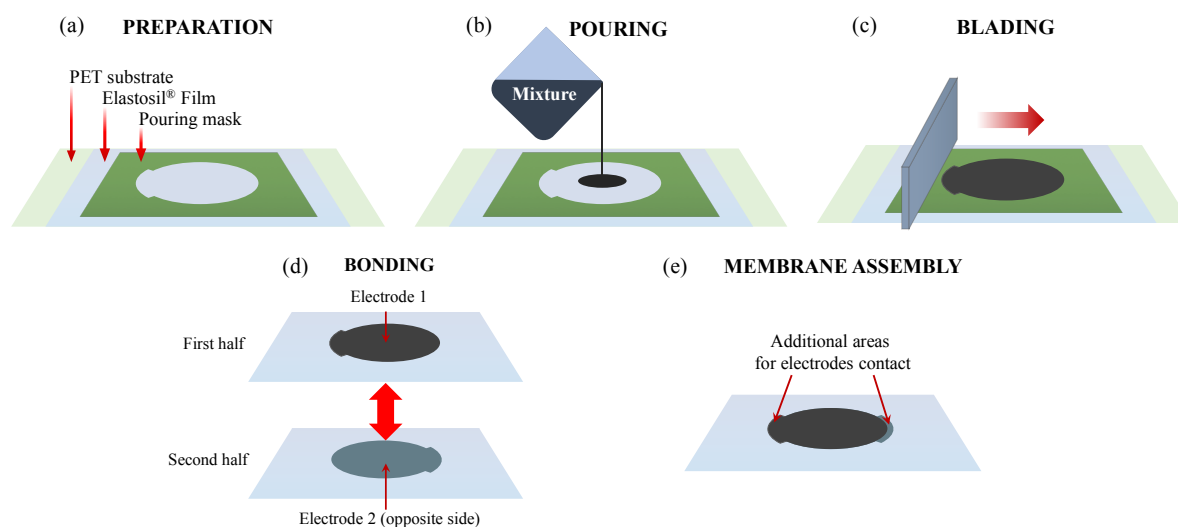 (a) PREPARATION
PET substrate
Elastosil® Film
Pouring mask
(b) POURING
Mixture
(c) BLADING
(d) BONDING
Electrode 1
First half
Second half
Electrode 2 (opposite side)
(e) MEMBRANE ASSEMBLY
Additional areas
for electrodes contact